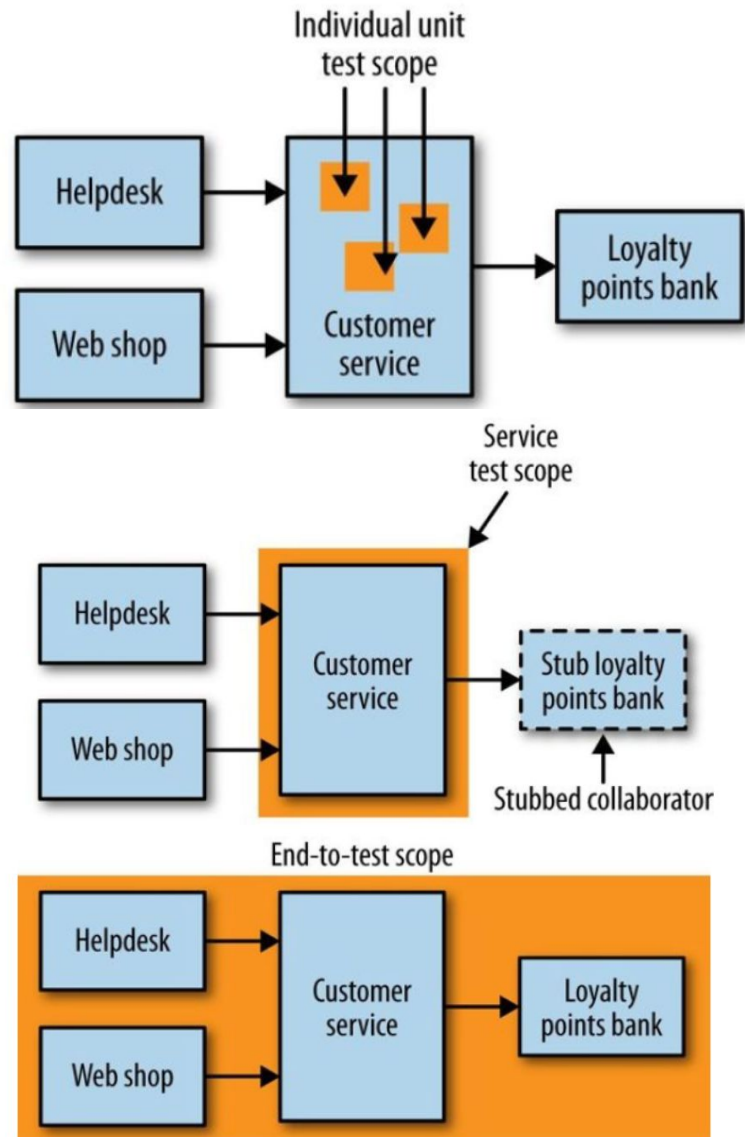 Individual unit
test scope
Helpdesk
Web shop
Customer
service
Loyalty
points bank
Service
test scope
Helpdesk
Web shop
Customer
service
Stub loyalty
points bank
Stubbed collaborator
End-to-test scope
Helpdesk
Web shop
Customer
service
Loyalty
points bank